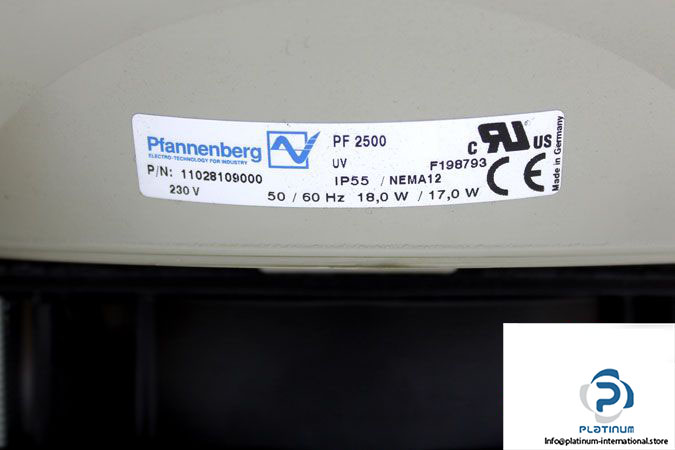 Pfannenberg
ELECTRO-TECHNOLOGY FOR INDUSTRY
PF 2500
UV
c RU US
F198793
P/N: 11028109000
IP55 / NEMA12
CE
230 V
50 / 60 Hz 18,0 W / 17,0 W
Made in Germany
PLATINUM
Info@platinum-international.store